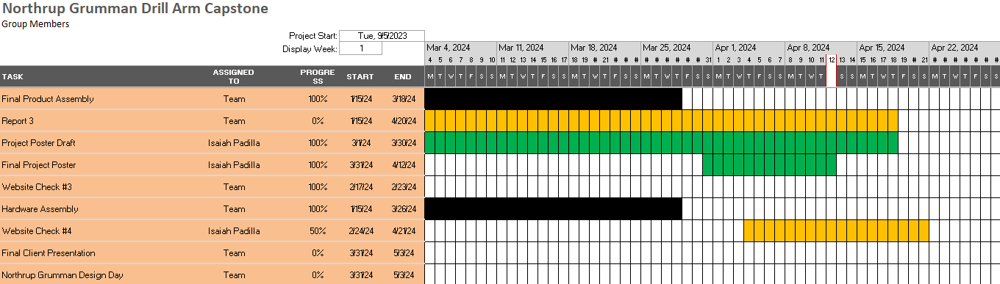 Northrup Grumman Drill Arm Capstone
Group Members
Project Start: Tue, 9/5/2023
Display Week: 1
Mar 4, 2024 Mar 11, 2024 Mar 18, 2024 Mar 25, 2024 Apr 1, 2024 Apr 8, 2024 Apr 15, 2024 Apr 22, 2024
4 5 6 7 8 9 10 11 12 13 14 15 16 17 18 19 # 21 # # # # # # # # # 31 1 2 3 4 5 6 7 8 9 10 11 12 13 14 15 16 17 18 19 # 21 # # # # # # #
TASK ASSIGNED TO PROGRESS START END M T W T F S S M T W T F S S M T W T F S S M T W T F S S M T W T F S S M T W T S S M T W T F S S M T W T F S S
Final Product Assembly Team 100% 1/15/24 3/18/24
Report 3 Team 0% 1/15/24 4/20/24
Project Poster Draft Isaiah Padilla 100% 3/1/24 3/30/24
Final Project Poster Isaiah Padilla 100% 3/31/24 4/12/24
Website Check #3 Team 100% 2/17/24 2/23/24
Hardware Assembly Team 100% 1/15/24 3/26/24
Website Check #4 Isaiah Padilla 50% 2/24/24 4/21/24
Final Client Presentation Team 0% 3/31/24 5/3/24
Northrup Grumman Design Day Team 0% 3/31/24 5/3/24